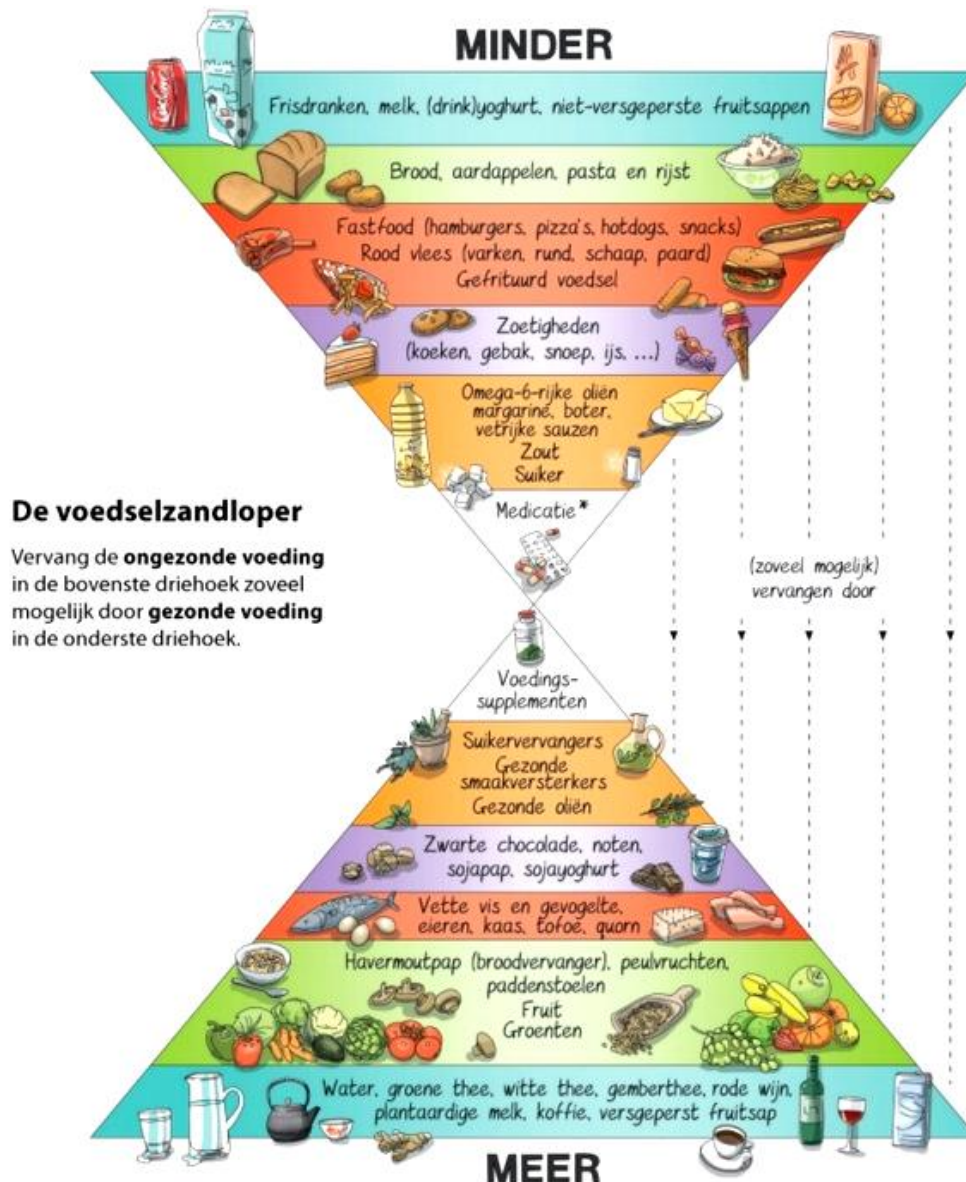 MINDER
Frisdranken, melk, (drink)yoghurt, niet-versgeperste fruitsappen
Brood, aardappelen, pasta en rijst
Fastfood (hamburgers, pizza's, hotdogs, snacks)
Rood vlees (varken, rund, schaap, paard)
Gefrituurd voedsel
Zoetigheden
(koeken, gebak, snoep, ijs, ...)
Omega-6-rijke oliën
margarine, boter,
vetrijke sauzen
Zout
Suiker
Medicatie*
De voedselzandloper
Vervang de ongezonde voeding
in de bovenste driehoek zoveel
mogelijk door gezonde voeding
in de onderste driehoek.
(zoveel mogelijk)
vervangen door
Voedings-
supplementen
Suikervervangers
Gezonde
smaakversterkers
Gezonde oliën
Zwarte chocolade, noten,
sojapap, sojayoghurt
Vette vis en gevogelte,
eieren, kaas, tofoe, quorn
Havermoutpap (broodvervanger), peulvruchten,
paddenstoelen
Fruit
Groenten
Water, groene thee, witte thee, gemberthee, rode wijn,
plantaardige melk, koffie, versgeperst fruitsap
MEER